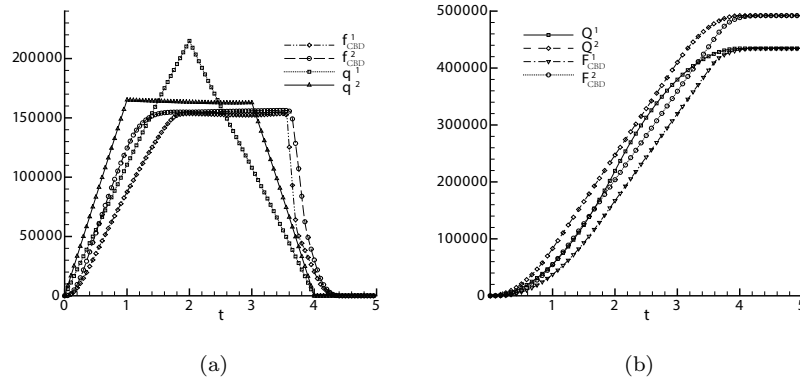 200000
150000
100000
50000
0
0 1 2 3 4 5
t
f¹CBD
f²CBD
q¹
q²
(a)
500000
400000
300000
200000
100000
0
1 2 3 4 5
t
Q¹
Q²
F¹CBD
F²CBD
(b)